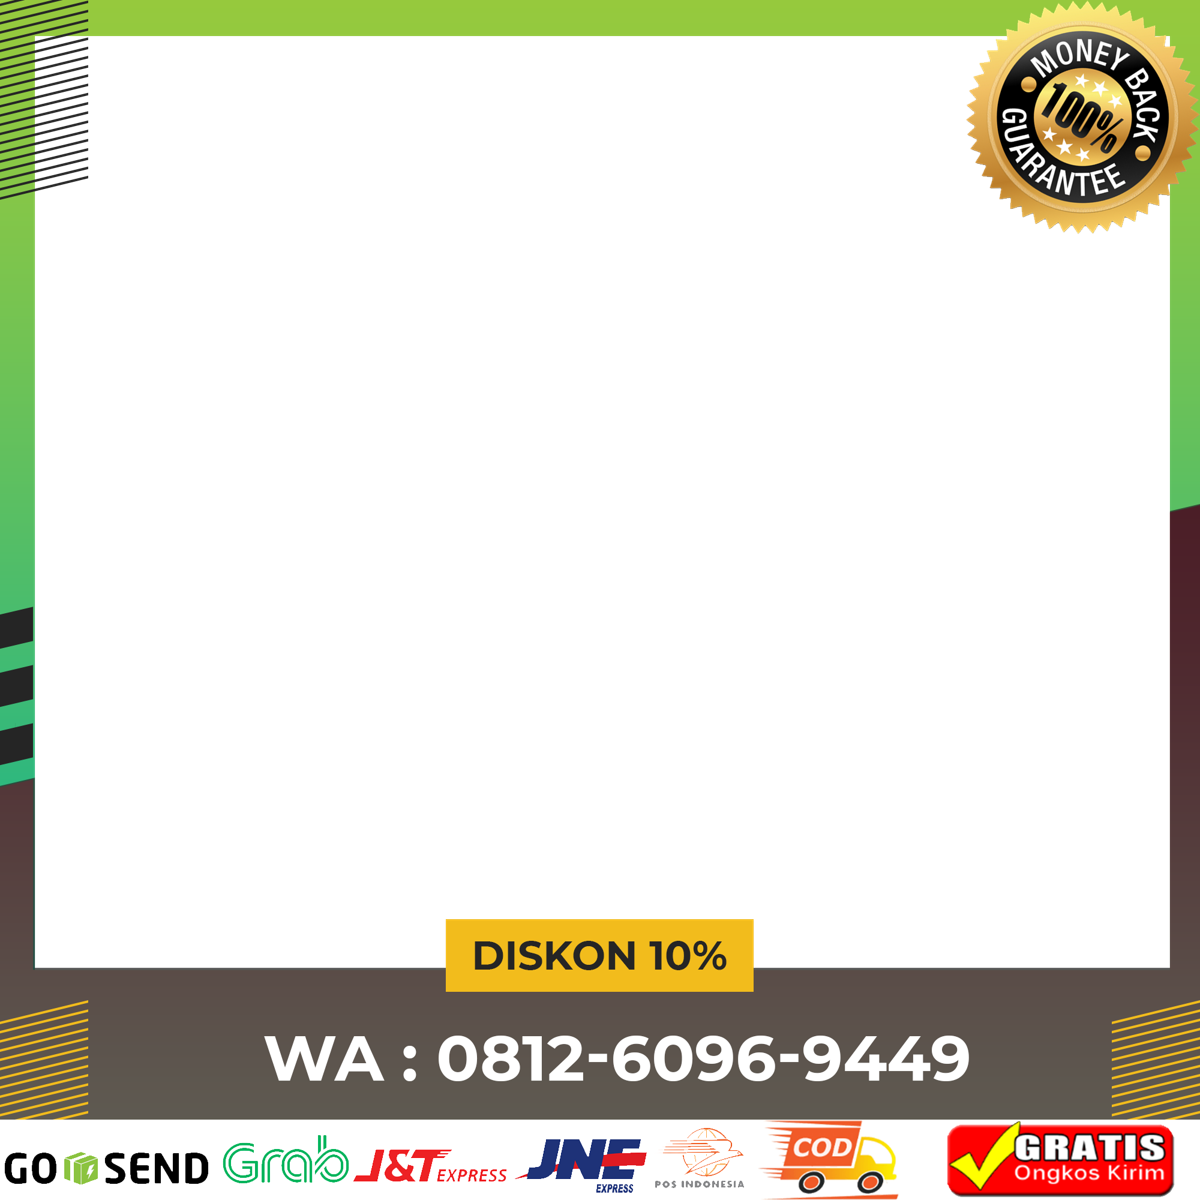 MONEY BACK
100%
GUARANTEE
DISKON 10%
WA : 0812-6096-9449
GO SEND
Grab
J&T EXPRESS
JNE
EXPRESS
POS INDONESIA
COD
GRATIS
Ongkos Kirim